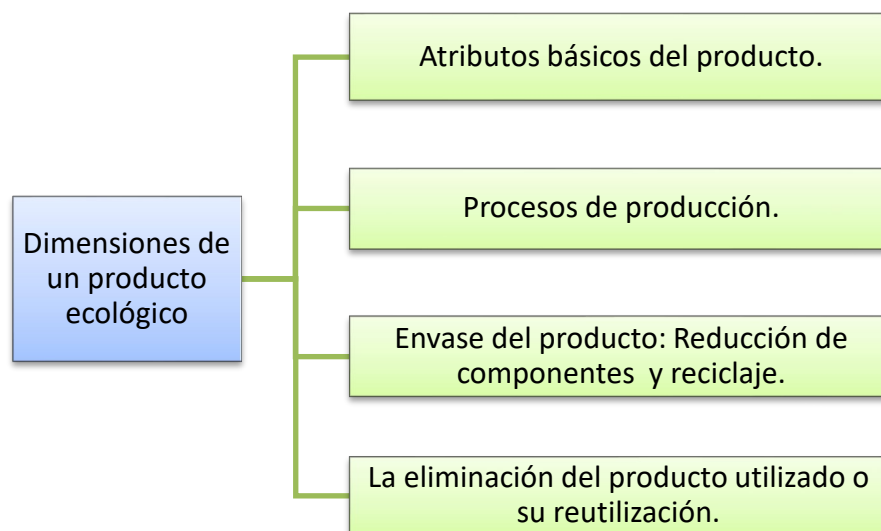 Atributos básicos del producto.
Procesos de producción.
Dimensiones de
un producto
ecológico
Envase del producto: Reducción de
componentes y reciclaje.
La eliminación del producto utilizado o
su reutilización.